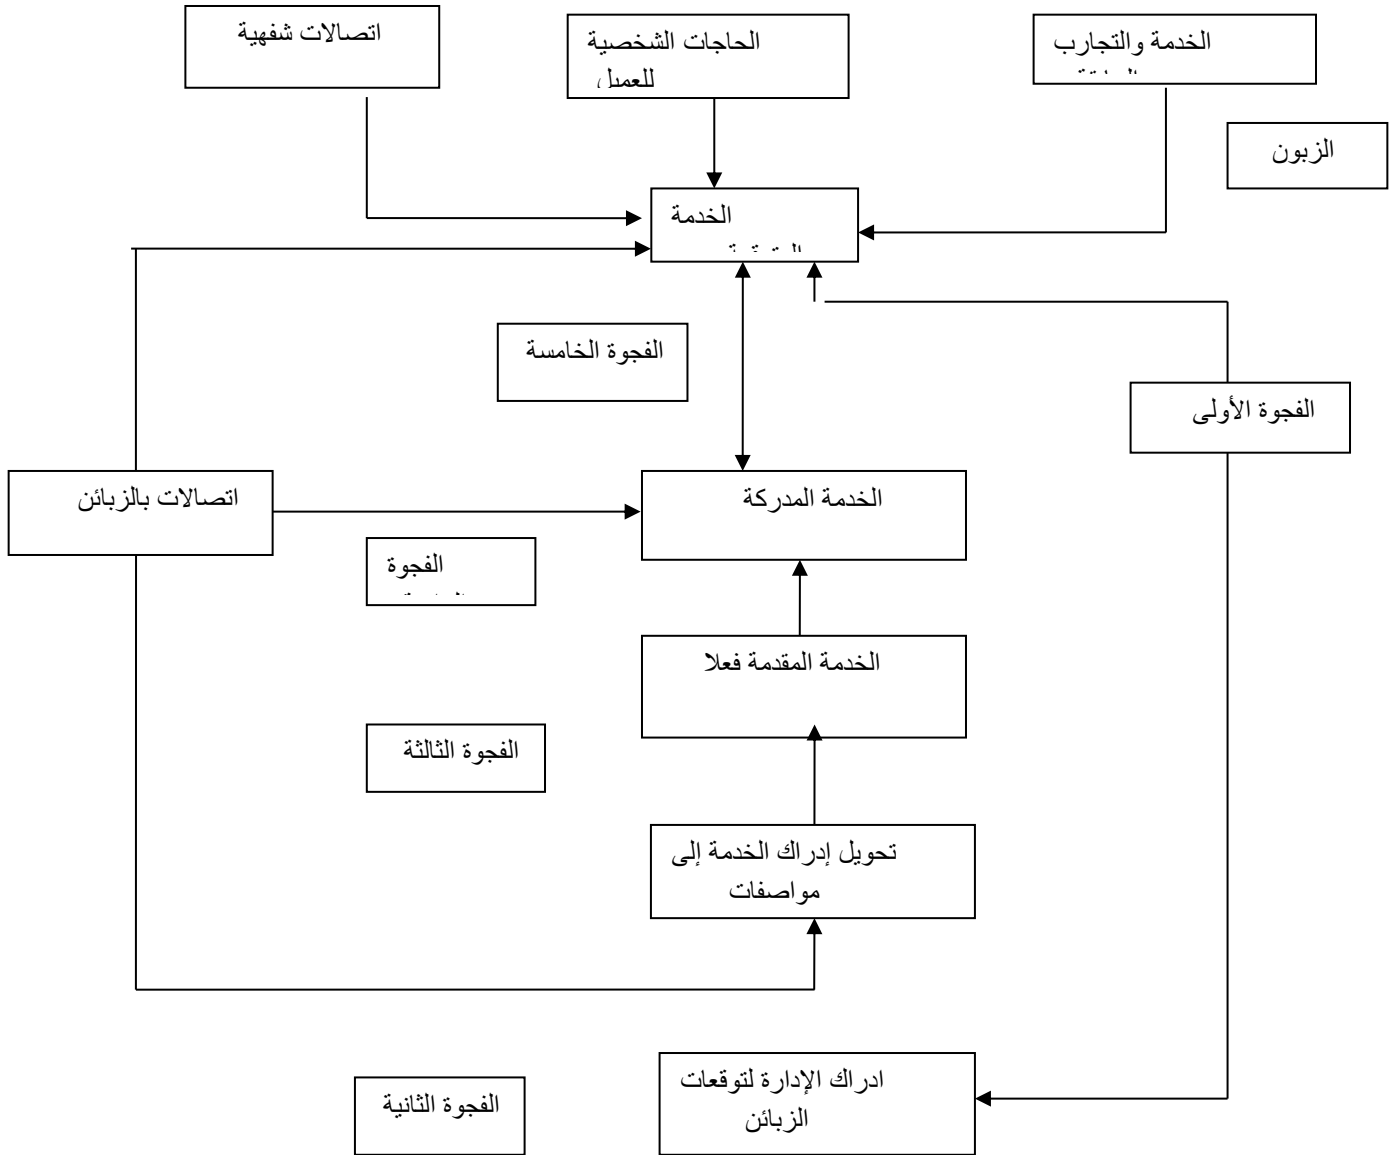 اتصالات شفهية
الحاجات الشخصية
للعميل
الخدمة والتجارب
الزبون
الخدمة
الفجوة الخامسة
الفجوة الأولى
اتصالات بالزبائن
الخدمة المدركة
الفجوة
الخدمة المقدمة فعلا
الفجوة الثالثة
تحويل إدراك الخدمة إلى
مواصفات
ادراك الإدارة لتوقعات
الزبائن
الفجوة الثانية